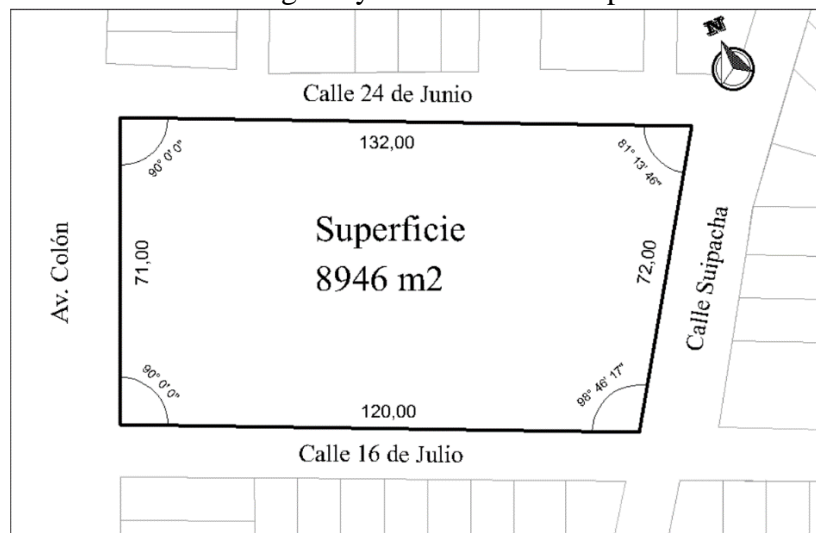 N
Calle 24 de Junio
132,00
90° 0' 0"
81° 13' 46"
Superficie
8946 m2
Av. Colón
71,00
72,00
Calle Suipacha
90° 0' 0"
98° 46' 17"
120,00
Calle 16 de Julio